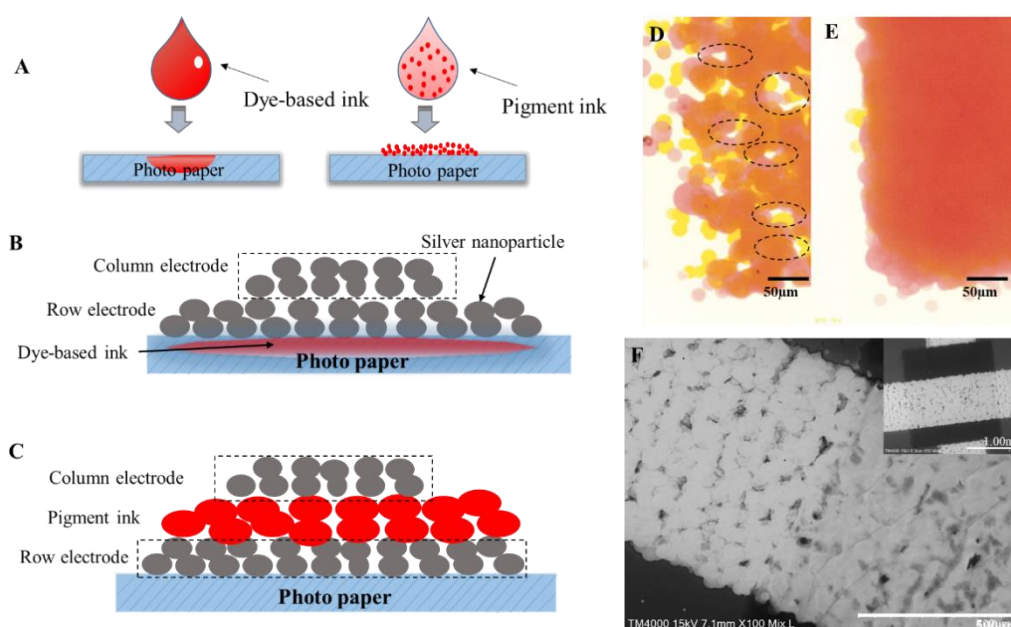 A
Dye-based ink
Pigment ink
Photo paper
Photo paper
B
Silver nanoparticle
Column electrode
Row electrode
Dye-based ink
Photo paper
C
Column electrode
Pigment ink
Row electrode
Photo paper
D
50μm
E
50μm
F
TM4000 15kV 7.1mm X100 Mix L